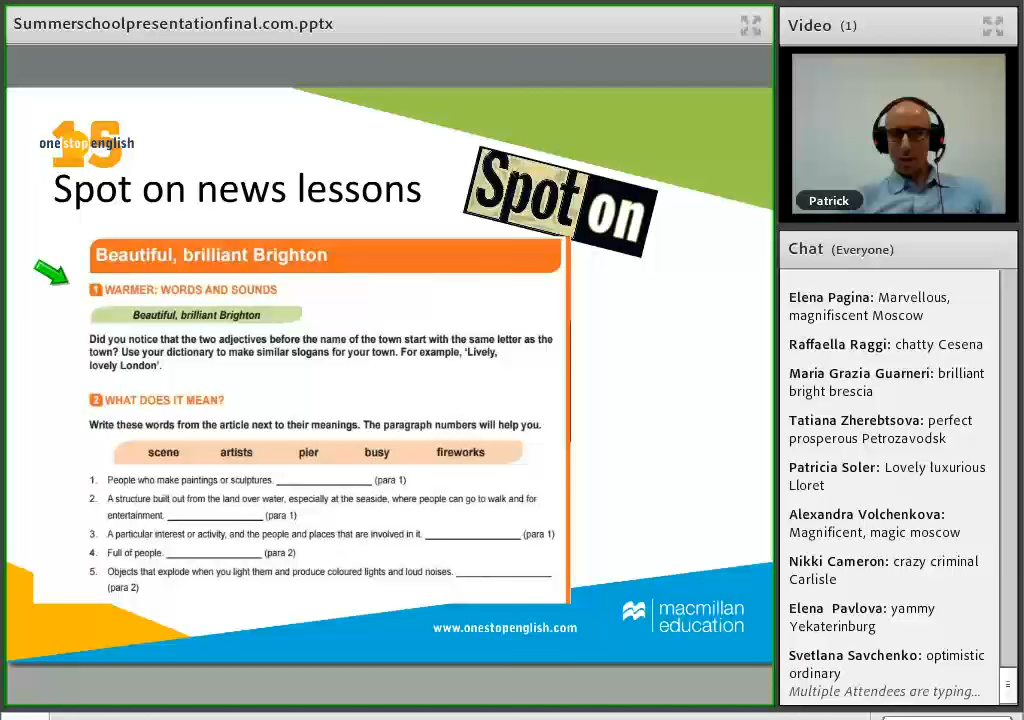 Summerschoolpresentationfinal.com.pptx
15
one stop english
Spot on news lessons
Spot on
Beautiful, brilliant Brighton
1 WARMER: WORDS AND SOUNDS
Beautiful, brilliant Brighton
Did you notice that the two adjectives before the name of the town start with the same letter as the
town? Use your dictionary to make similar slogans for your town. For example, 'Lively,
lovely London'.
2 WHAT DOES IT MEAN?
Write these words from the article next to their meanings. The paragraph numbers will help you.
scene artists pier busy fireworks
1. People who make paintings or sculptures. ____________________ (para 1)
2. A structure built out from the land over water, especially at the seaside, where people can go to walk and for
entertainment. ____________________ (para 1)
3. A particular interest or activity, and the people and places that are involved in it. ____________________ (para 1)
4. Full of people. ____________________ (para 2)
5. Objects that explode when you light them and produce coloured lights and loud noises. ____________________
(para 2)
www.onestopenglish.com
macmillan
education
Video (1)
Patrick
Chat (Everyone)
Elena Pagina: Marvellous,
magnifiscent Moscow
Raffaella Raggi: chatty Cesena
Maria Grazia Guarneri: brilliant
bright brescia
Tatiana Zherebtsova: perfect
prosperous Petrozavodsk
Patricia Soler: Lovely luxurious
Lloret
Alexandra Volchenkova:
Magnificent, magic moscow
Nikki Cameron: crazy criminal
Carlisle
Elena Pavlova: yammy
Yekaterinburg
Svetlana Savchenko: optimistic
ordinary
Multiple Attendees are typing...